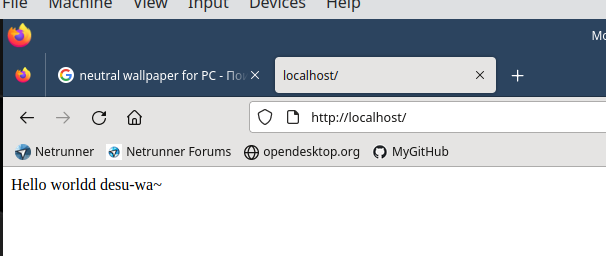 File Machine View Input Devices Help
Mo
neutral wallpaper for PC - Пои
localhost/
http://localhost/
Netrunner Netrunner Forums opendesktop.org MyGitHub
Hello worldd desu-wa~